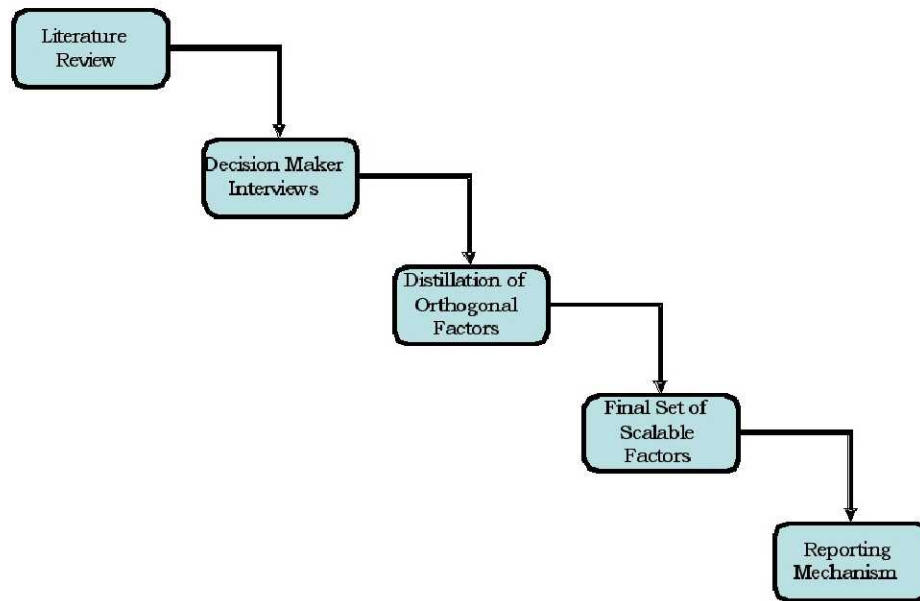 Literature
Review
Decision Maker
Interviews
Distillation of
Orthogonal
Factors
Final Set of
Scalable
Factors
Reporting
Mechanism